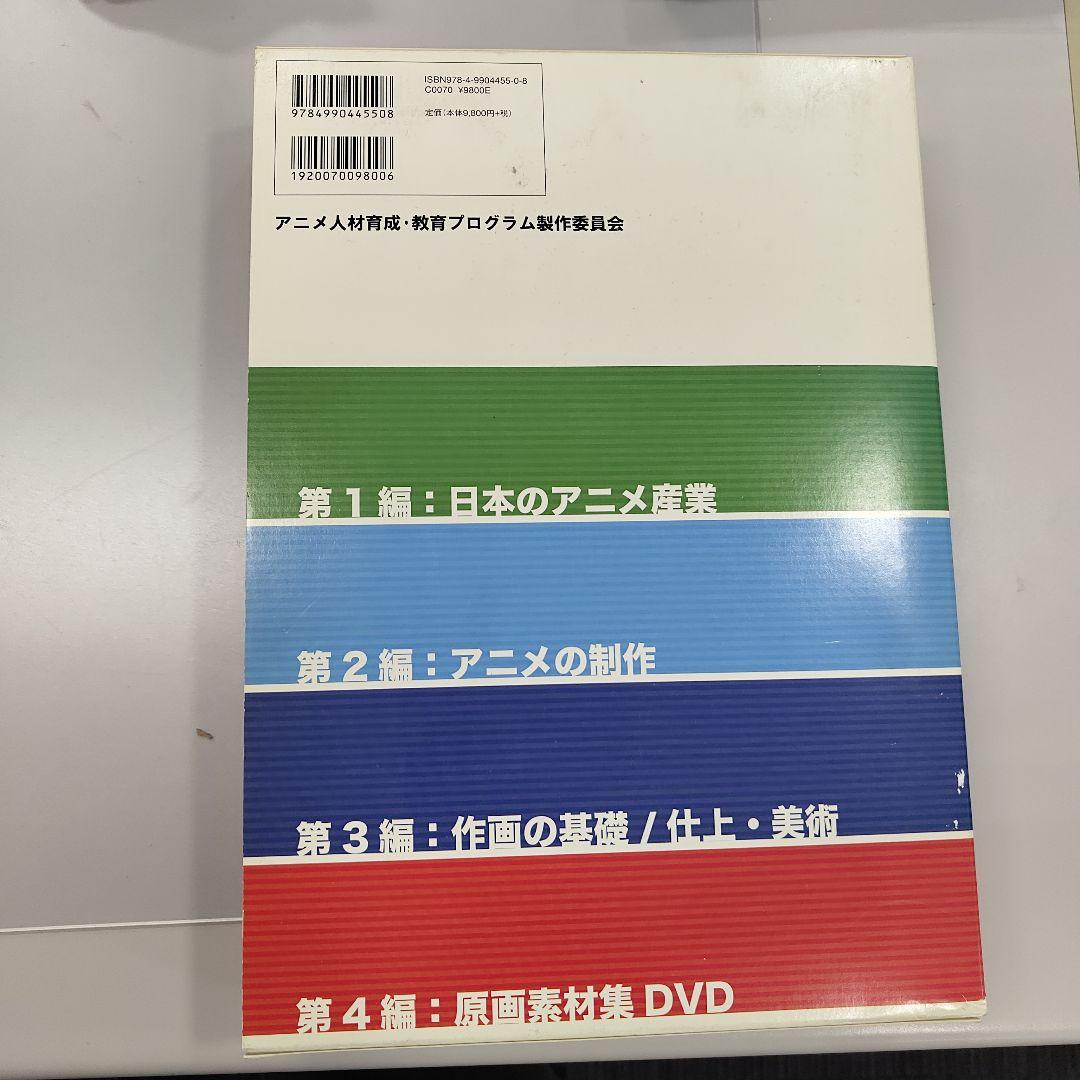 ISBN978-4-9904455-0-8
C0070 ¥9800E
9784990445508
定価(本体9,800円+税)
1920070098006
アニメ人材育成・教育プログラム製作委員会
第1編:日本のアニメ産業
第2編:アニメの制作
第3編:作画の基礎/仕上・美術
第4編:原画素材集DVD